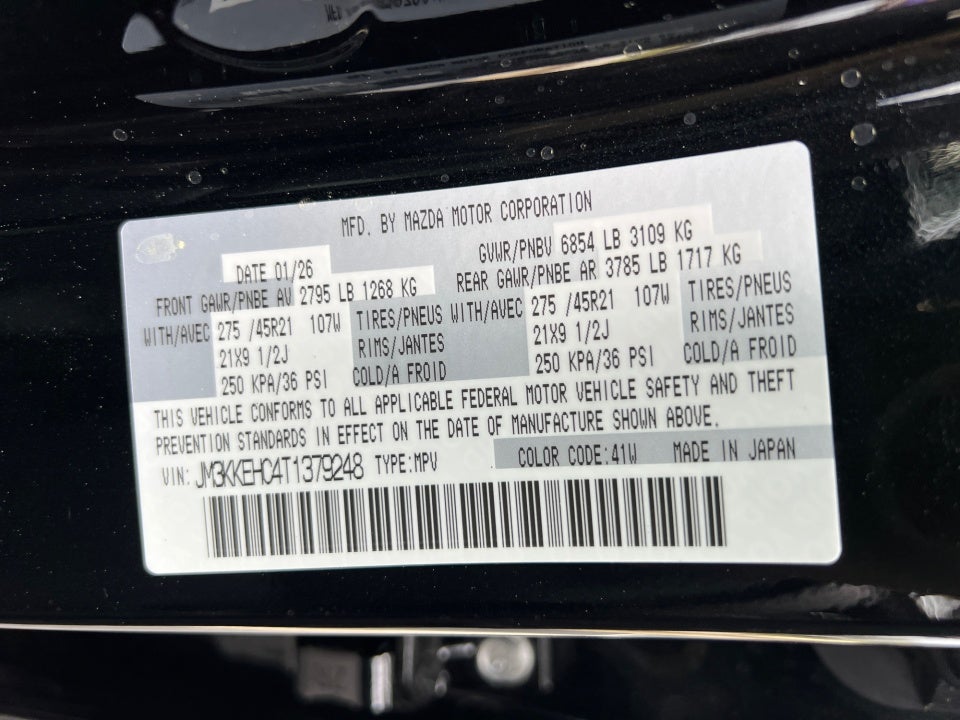 MFD. BY MAZDA MOTOR CORPORATION
DATE 01/26 GVWR/PNBV 6854 LB 3109 KG
FRONT GAWR/PNBE AV 2795 LB 1268 KG REAR GAWR/PNBE AR 3785 LB 1717 KG
WITH/AVEC 275 /45R21 107W TIRES/PNEUS WITH/AVEC 275 /45R21 107W TIRES/PNEUS
21X9 1/2J RIMS/JANTES 21X9 1/2J RIMS/JANTES
250 KPA/36 PSI COLD/A FROID 250 KPA/36 PSI COLD/A FROID
THIS VEHICLE CONFORMS TO ALL APPLICABLE FEDERAL MOTOR VEHICLE SAFETY AND THEFT
PREVENTION STANDARDS IN EFFECT ON THE DATE OF MANUFACTURE SHOWN ABOVE.
VIN: JM3KKEHC4T1379248 TYPE:MPV COLOR CODE:41W MADE IN JAPAN